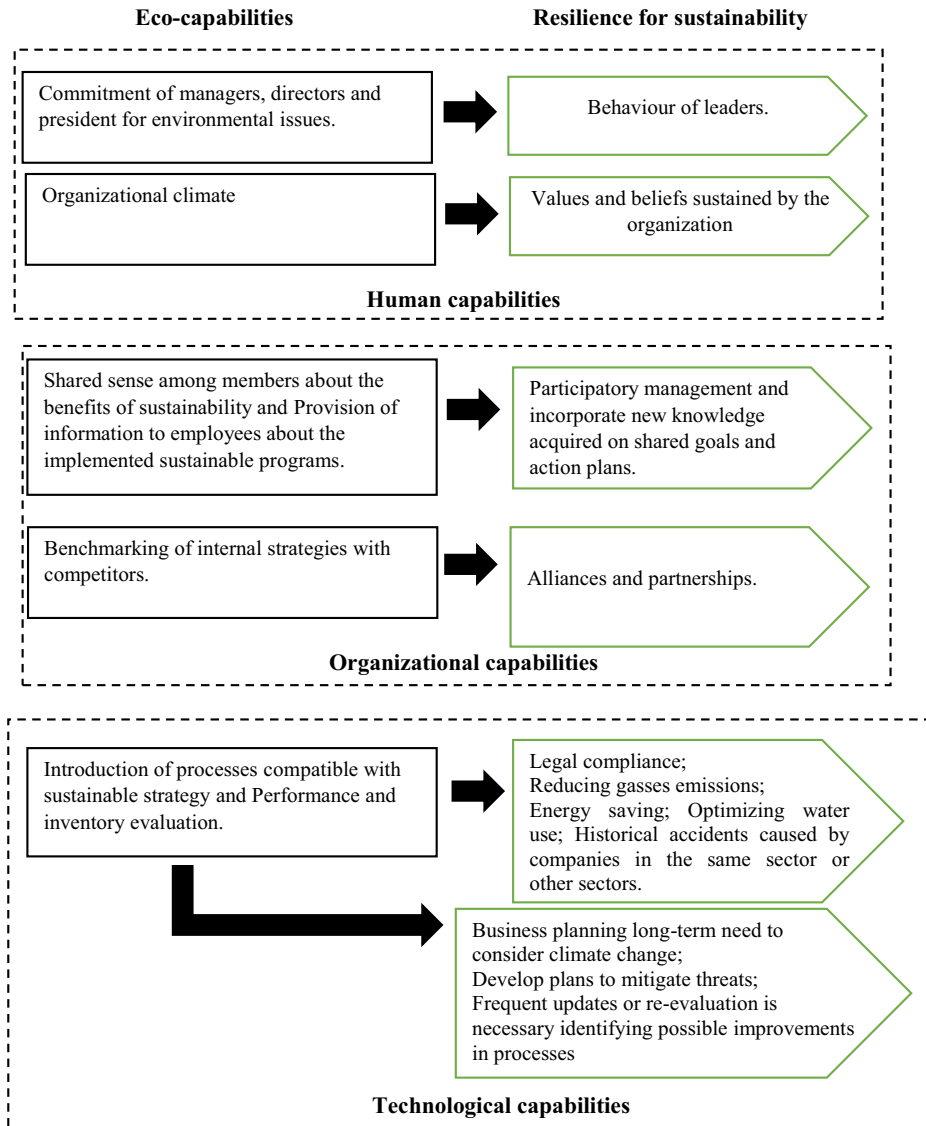 Eco-capabilities
Resilience for sustainability
Commitment of managers, directors and
president for environmental issues.
Behaviour of leaders.
Organizational climate
Values and beliefs sustained by the
organization
Human capabilities
Shared sense among members about the
benefits of sustainability and Provision of
information to employees about the
implemented sustainable programs.
Participatory management and
incorporate new knowledge
acquired on shared goals and
action plans.
Benchmarking of internal strategies with
competitors.
Alliances and partnerships.
Organizational capabilities
Introduction of processes compatible with
sustainable strategy and Performance and
inventory evaluation.
Legal compliance;
Reducing gasses emissions;
Energy saving; Optimizing water
use; Historical accidents caused by
companies in the same sector or
other sectors.
Business planning long-term need to
consider climate change;
Develop plans to mitigate threats;
Frequent updates or re-evaluation is
necessary identifying possible improvements
in processes
Technological capabilities